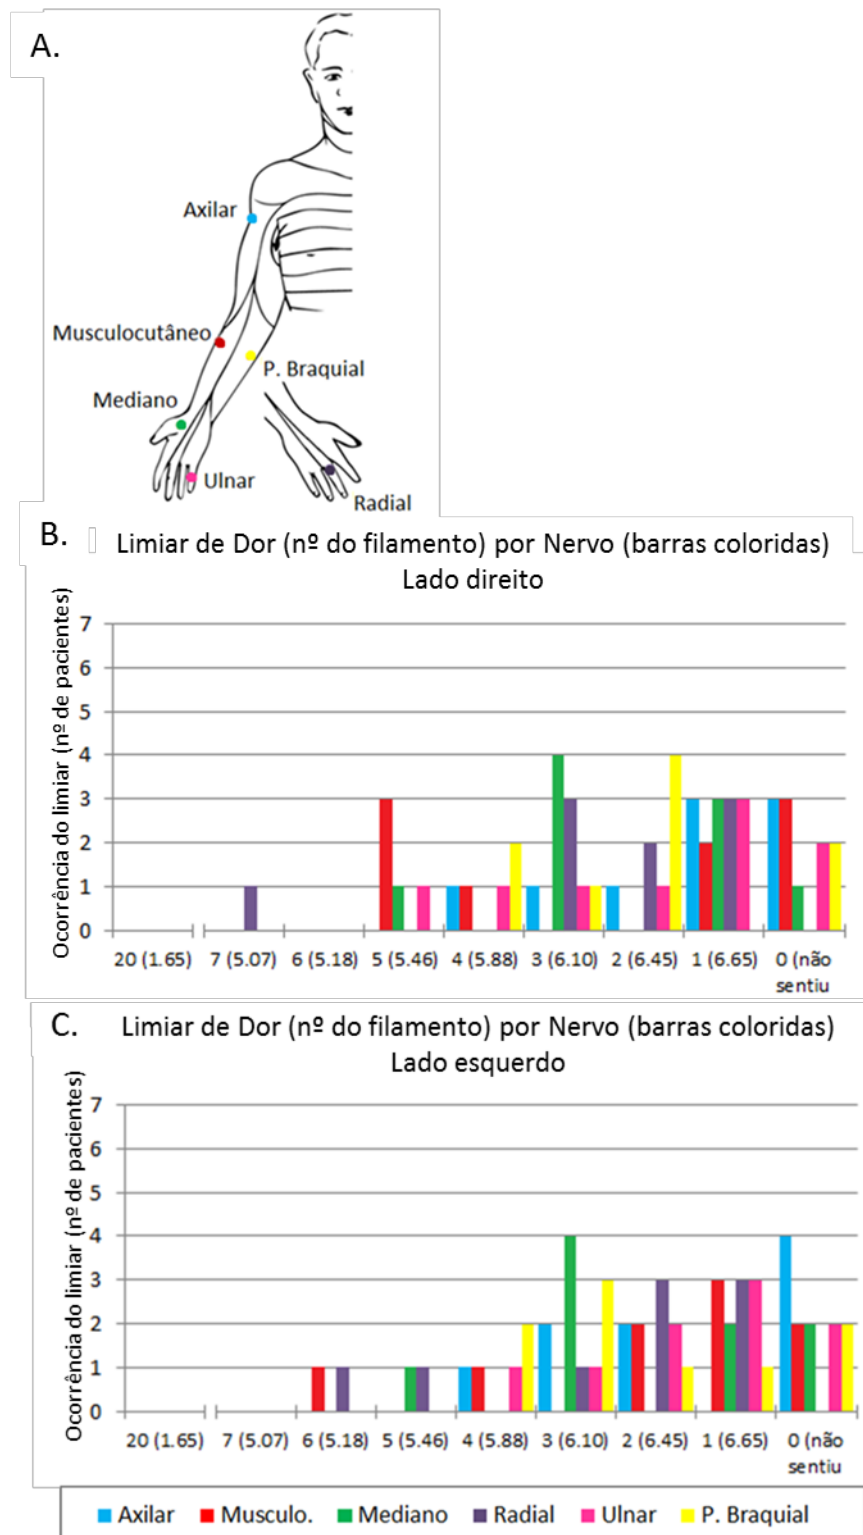 A.
Axilar
Musculocutâneo
P. Braquial
Mediano
Ulnar
Radial
B.
Limiar de Dor (nº do filamento) por Nervo (barras coloridas)
Lado direito
Ocorrência do limiar (nº de pacientes)
7
6
5
4
3
2
1
0
20 (1.65) 7 (5.07) 6 (5.18) 5 (5.46) 4 (5.88) 3 (6.10) 2 (6.45) 1 (6.65) 0 (não
sentiu
C.
Limiar de Dor (nº do filamento) por Nervo (barras coloridas)
Lado esquerdo
Ocorrência do limiar (nº de pacientes)
7
6
5
4
3
2
1
0
20 (1.65) 7 (5.07) 6 (5.18) 5 (5.46) 4 (5.88) 3 (6.10) 2 (6.45) 1 (6.65) 0 (não
sentiu
Axilar Musculo. Mediano Radial Ulnar P. Braquial